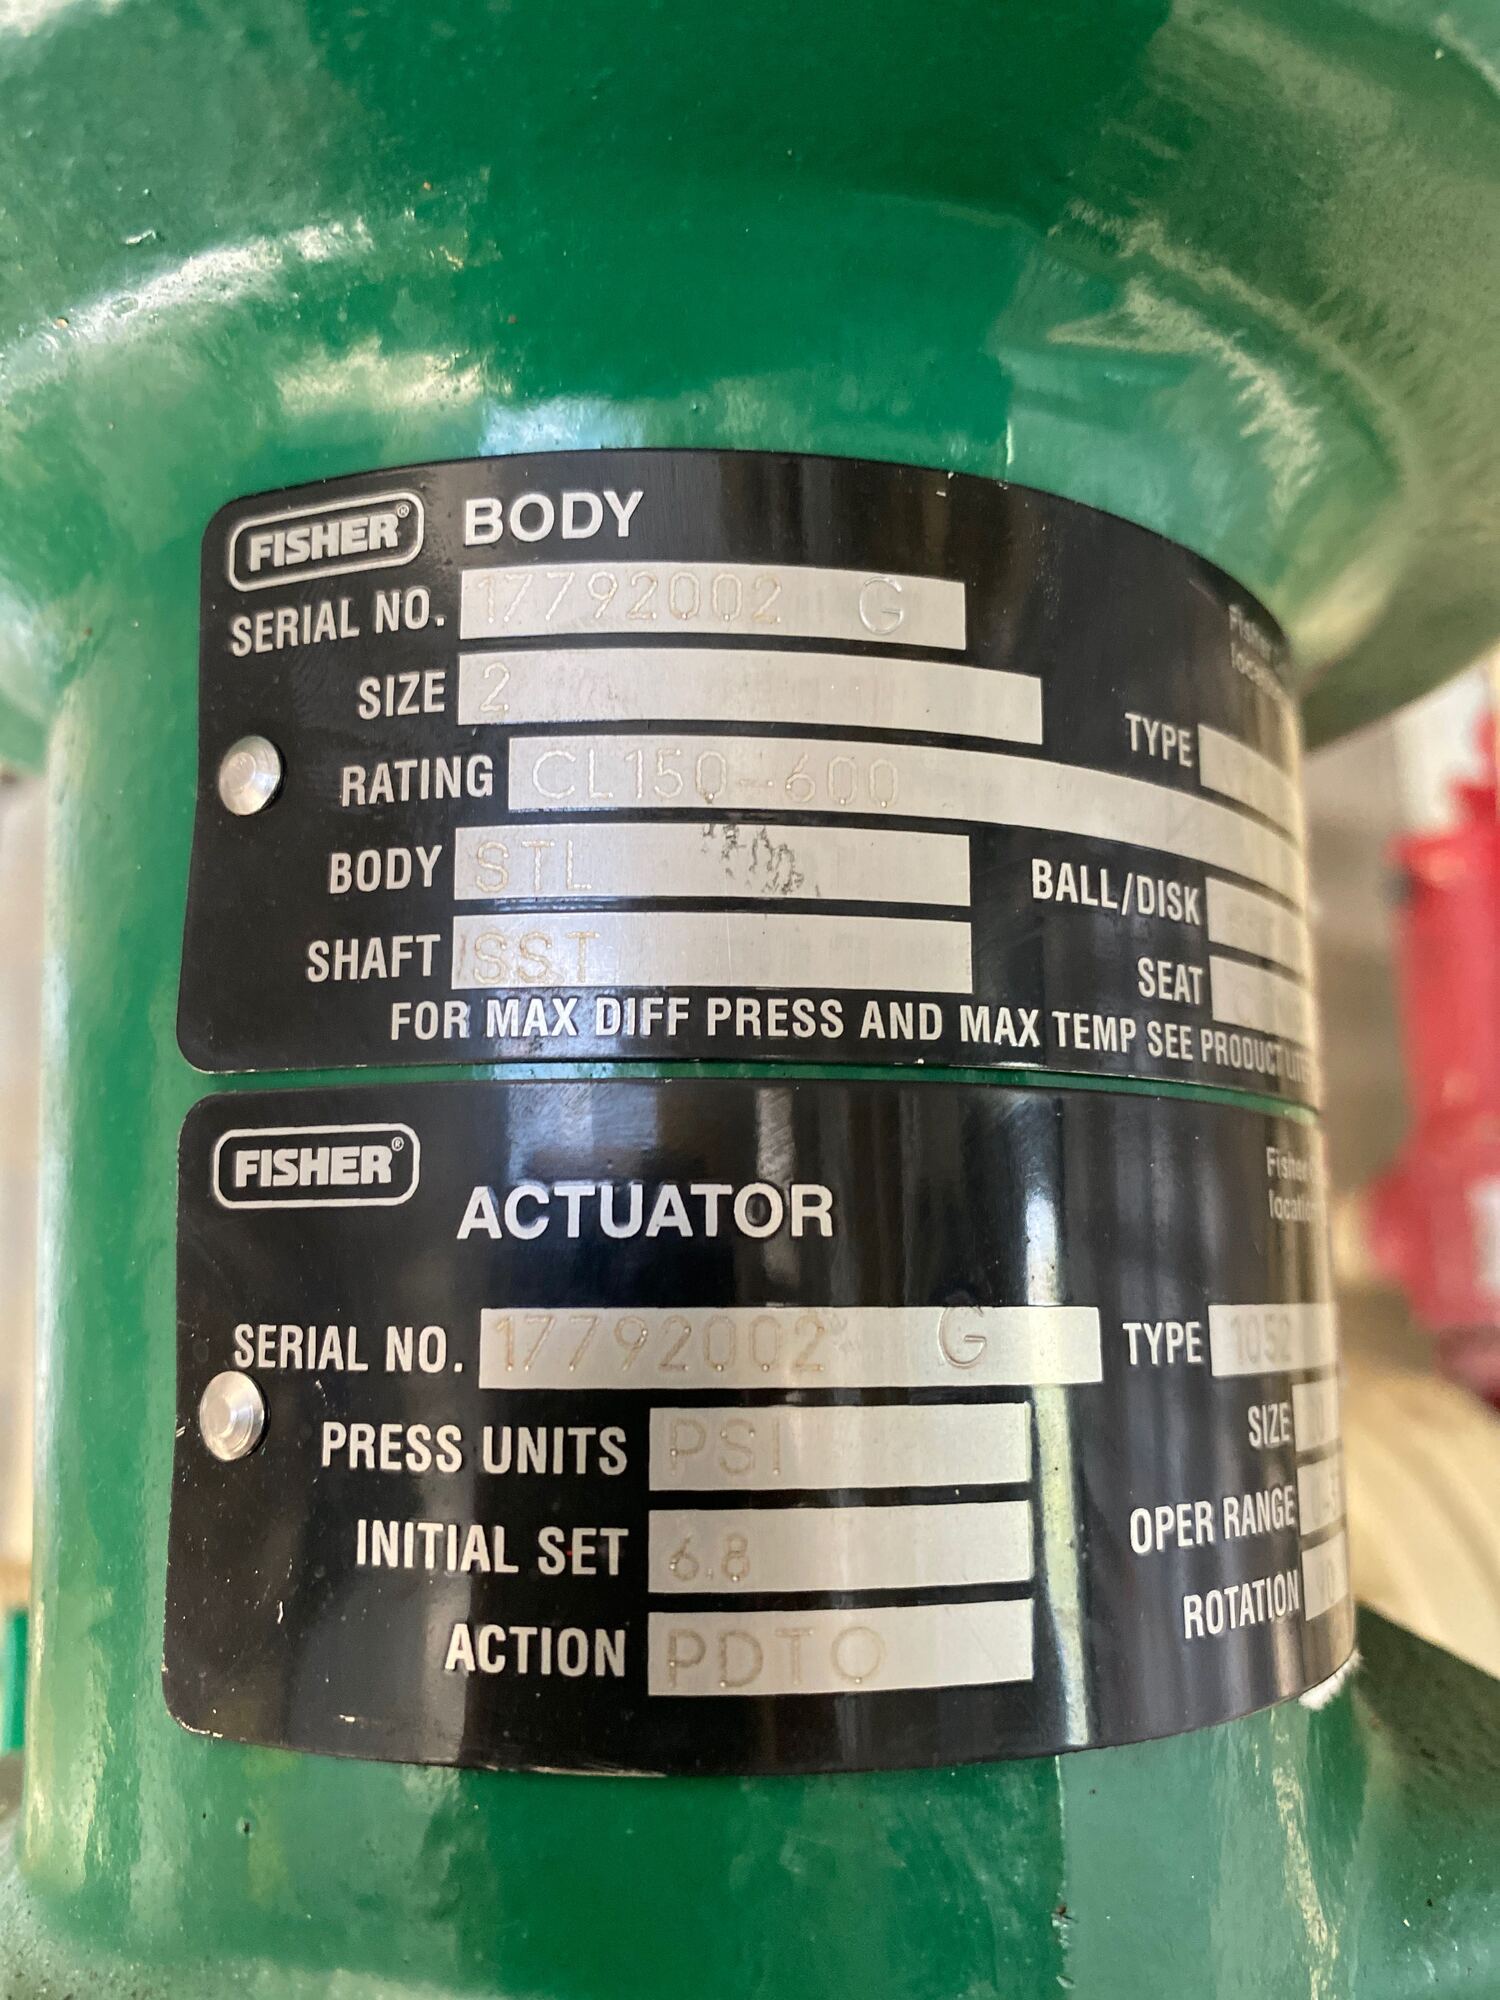 FISHER® BODY
SERIAL NO. 17792002 G
SIZE 2
TYPE
RATING CL150-600
BODY STL
BALL/DISK
SHAFT SST
SEAT
FOR MAX DIFF PRESS AND MAX TEMP SEE PRODUCT
FISHER®
ACTUATOR
Fisher
SERIAL NO. 17792002 G
TYPE 1052
PRESS UNITS PSI
SIZE
INITIAL SET 6.8
OPER RANGE
ACTION PDTO
ROTATION